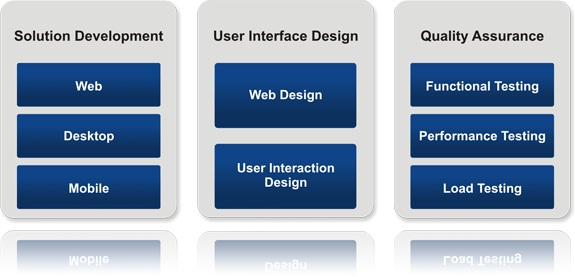 Solution Development
Web
Desktop
Mobile
User Interface Design
Web Design
User Interaction
Design
Quality Assurance
Functional Testing
Performance Testing
Load Testing